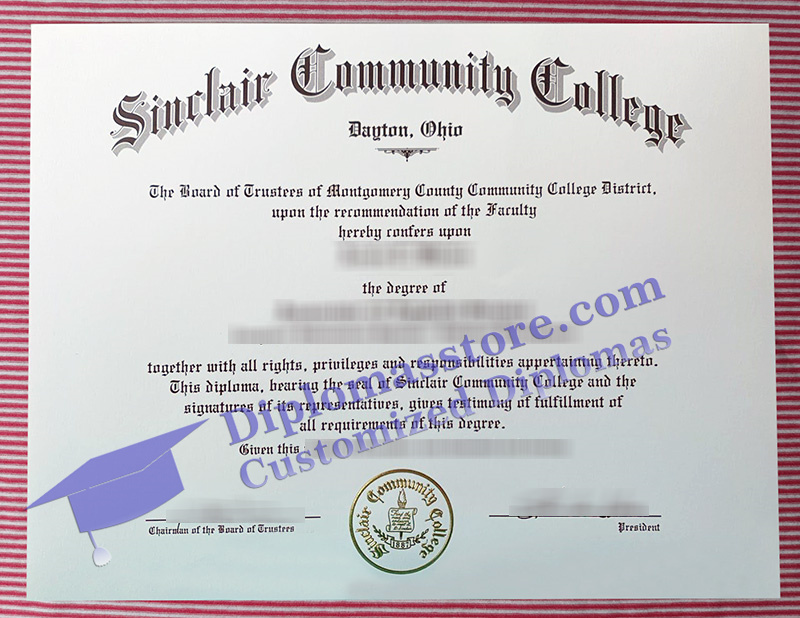 Sinclair Community College
Dayton, Ohio
The Board of Trustees of Montgomery County Community College District,
upon the recommendation of the Faculty
hereby confers upon
the degree of
together with all rights, privileges and responsibilities appertaining thereto.
This diploma, bearing the seal of Sinclair Community College and the
signatures of its representatives, gives testimony of fulfillment of
all requirements of this degree.
Given this
Diplomasstore.com
Customized Diplomas
Chairman of the Board of Trustees
Sinclair Community College
1887
President